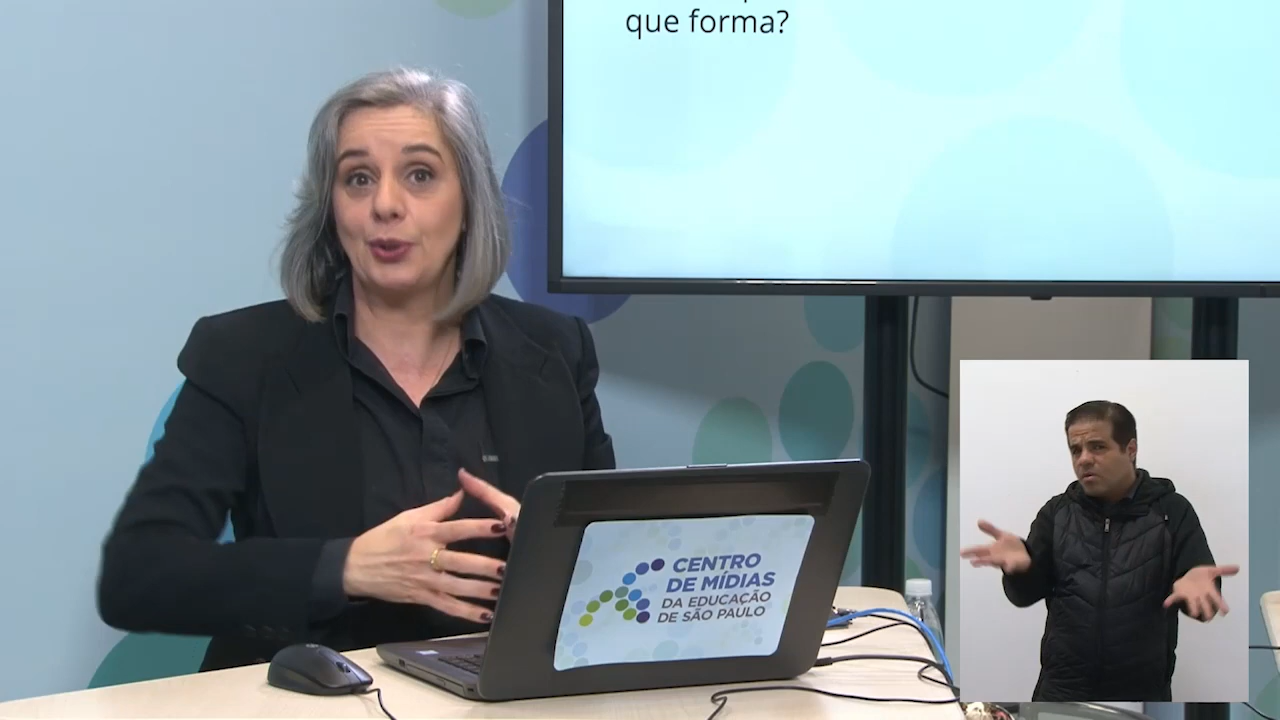 que forma?
CENTRO
DE MÍDIAS
DA EDUCAÇÃO
DE SÃO PAULO